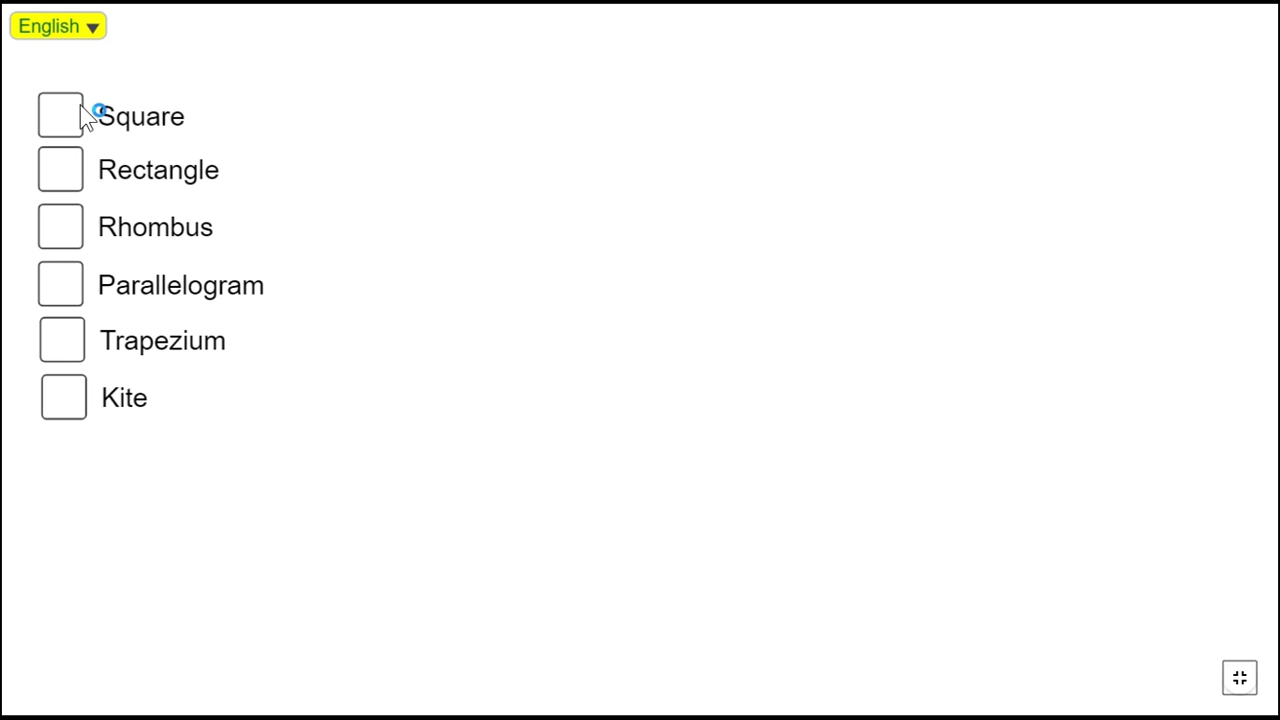 English
Square
Rectangle
Rhombus
Parallelogram
Trapezium
Kite